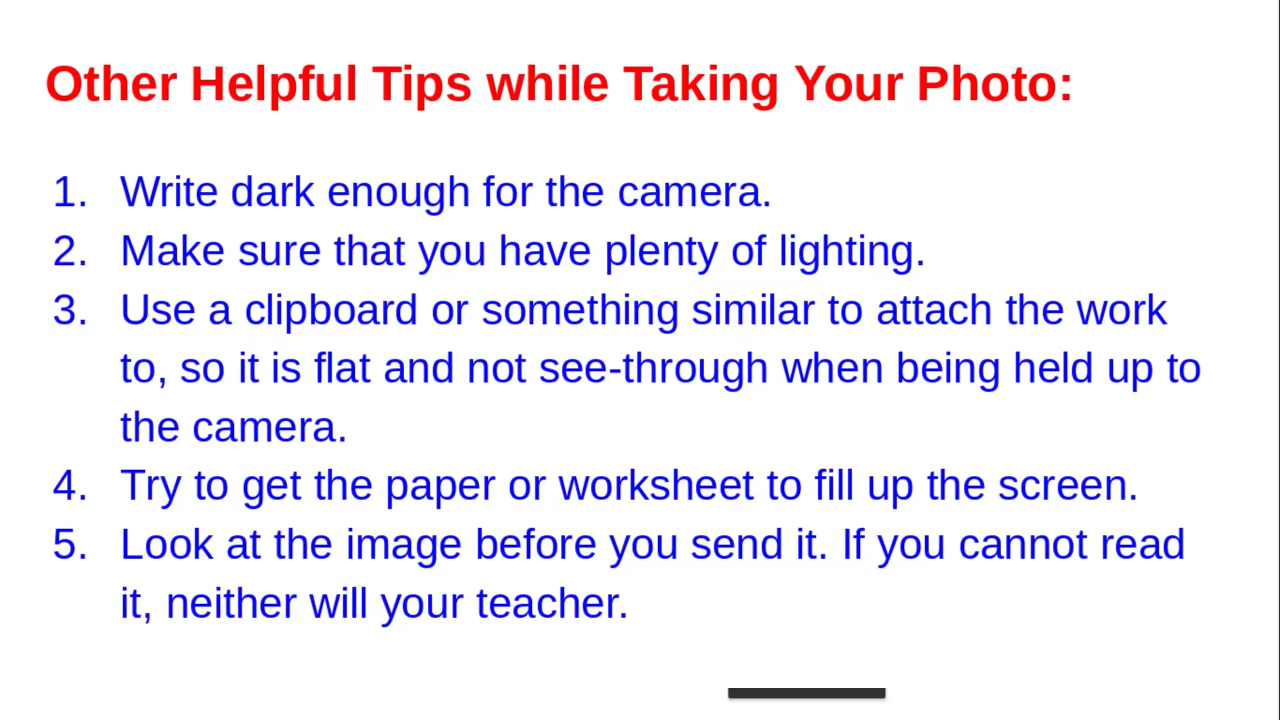 Other Helpful Tips while Taking Your Photo:
1. Write dark enough for the camera.
2. Make sure that you have plenty of lighting.
3. Use a clipboard or something similar to attach the work
to, so it is flat and not see-through when being held up to
the camera.
4. Try to get the paper or worksheet to fill up the screen.
5. Look at the image before you send it. If you cannot read
it, neither will your teacher.